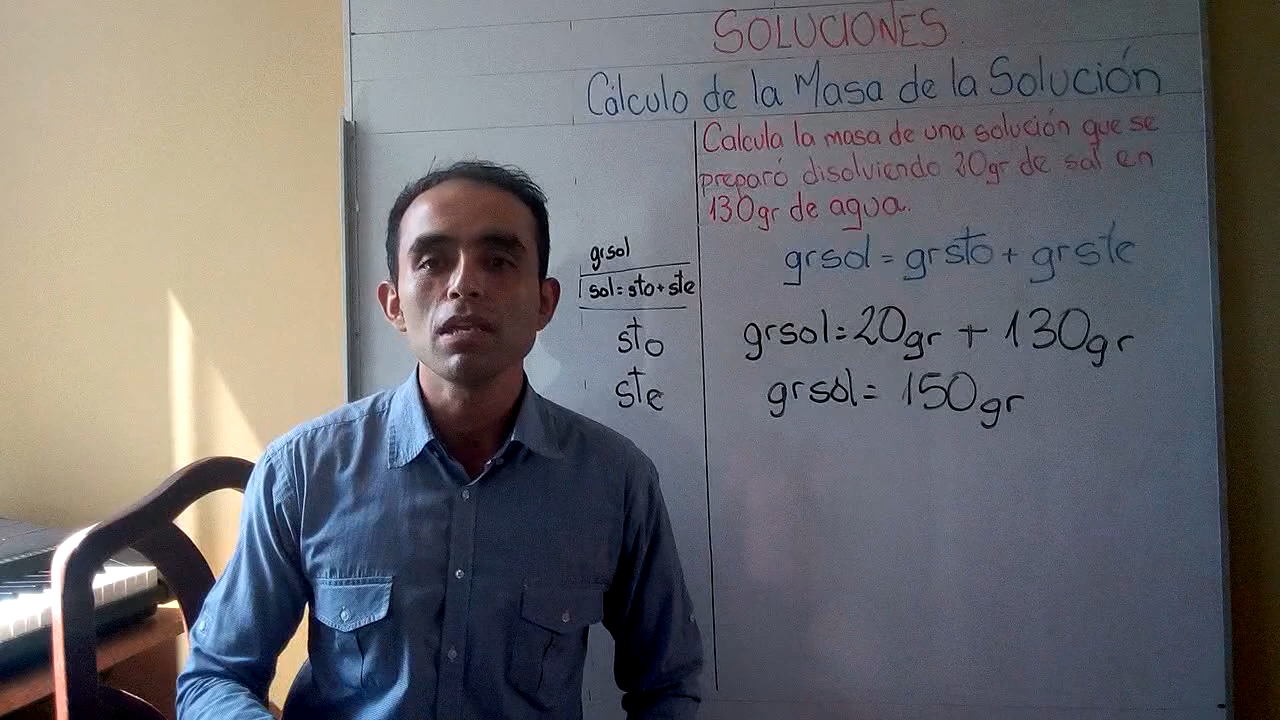 SOLUCIONES
Cálculo de la Masa de la Solución
Calcula la masa de una solución que se
preparó disolviendo 20gr de sal en
130gr de agua.
grsol
sol=sto+ste
sto
ste
grsol=grsto+grste
grsol=20gr+130gr
grsol=150gr